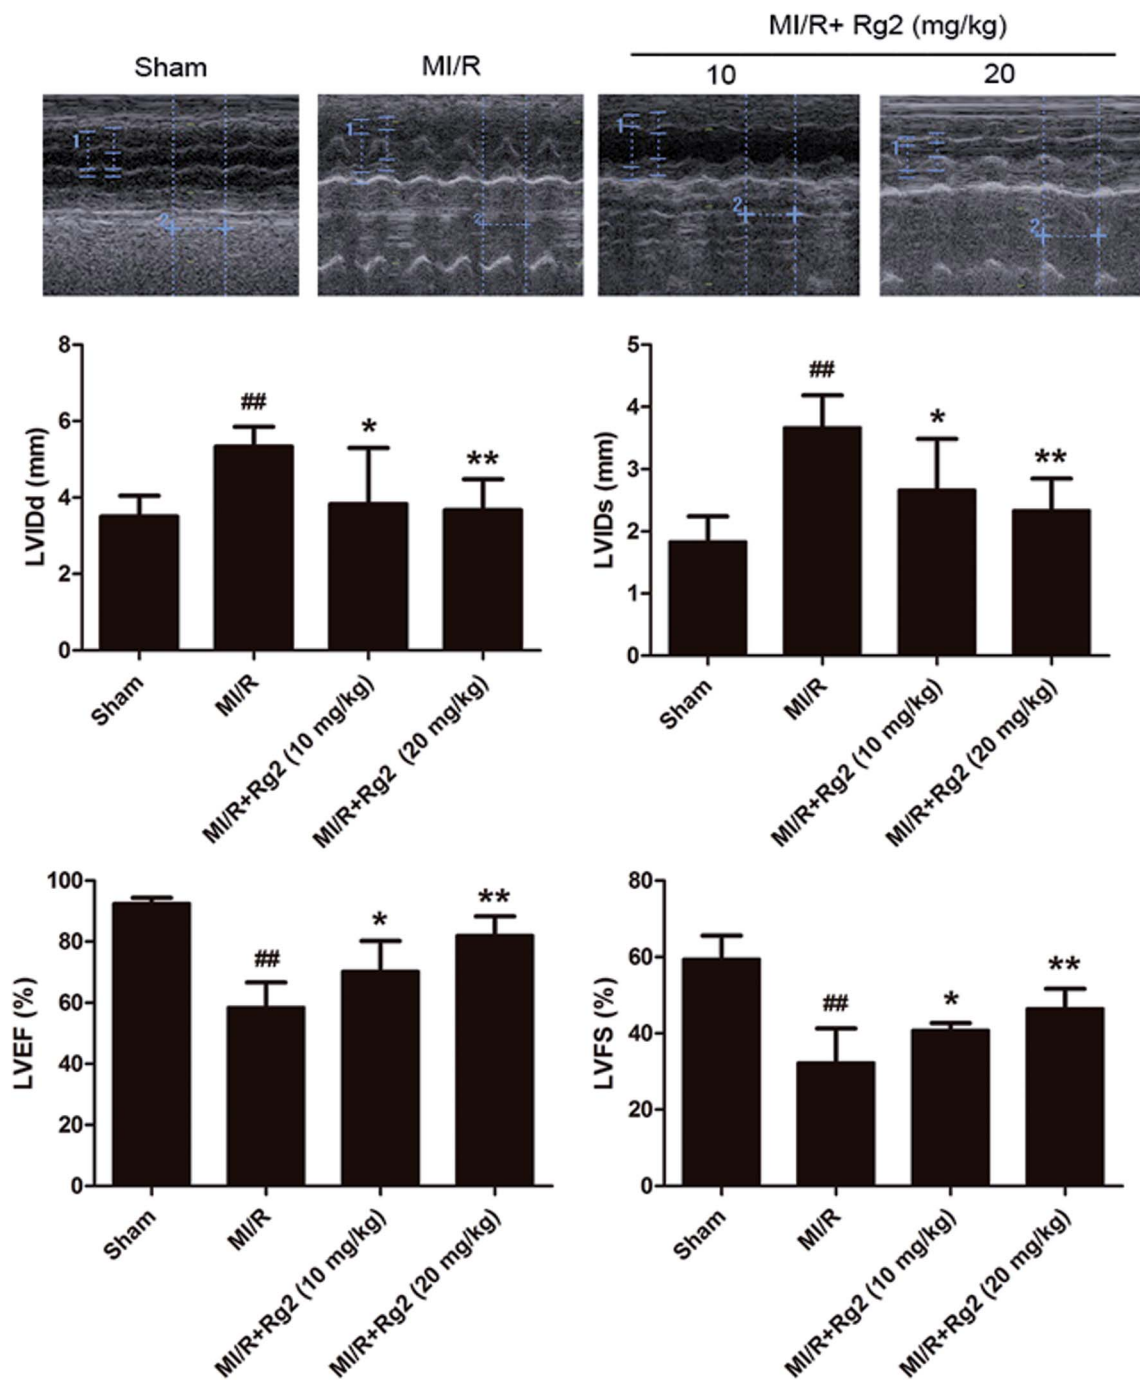 MI/R+ Rg2 (mg/kg)
Sham
MI/R
10
20
1
2
1
2
1
2
1
2
8
6
4
2
0
LVIDd (mm)
##
*
**
Sham
MI/R
MI/R+Rg2 (10 mg/kg)
MI/R+Rg2 (20 mg/kg)
5
4
3
2
1
0
LVIDs (mm)
##
*
**
Sham
MI/R
MI/R+Rg2 (10 mg/kg)
MI/R+Rg2 (20 mg/kg)
100
80
60
40
20
0
LVEF (%)
##
*
**
Sham
MI/R
MI/R+Rg2 (10 mg/kg)
MI/R+Rg2 (20 mg/kg)
80
60
40
20
0
LVFS (%)
##
*
**
Sham
MI/R
MI/R+Rg2 (10 mg/kg)
MI/R+Rg2 (20 mg/kg)